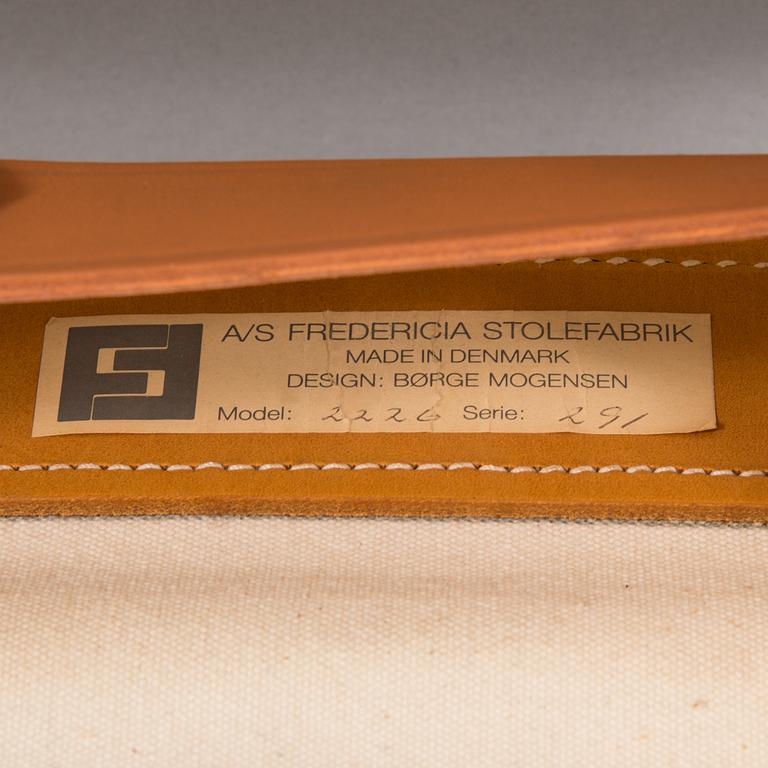 A/S FREDERICIA STOLEFABRIK
MADE IN DENMARK
DESIGN: BØRGE MOGENSEN
Model: 2226 Serie: 291